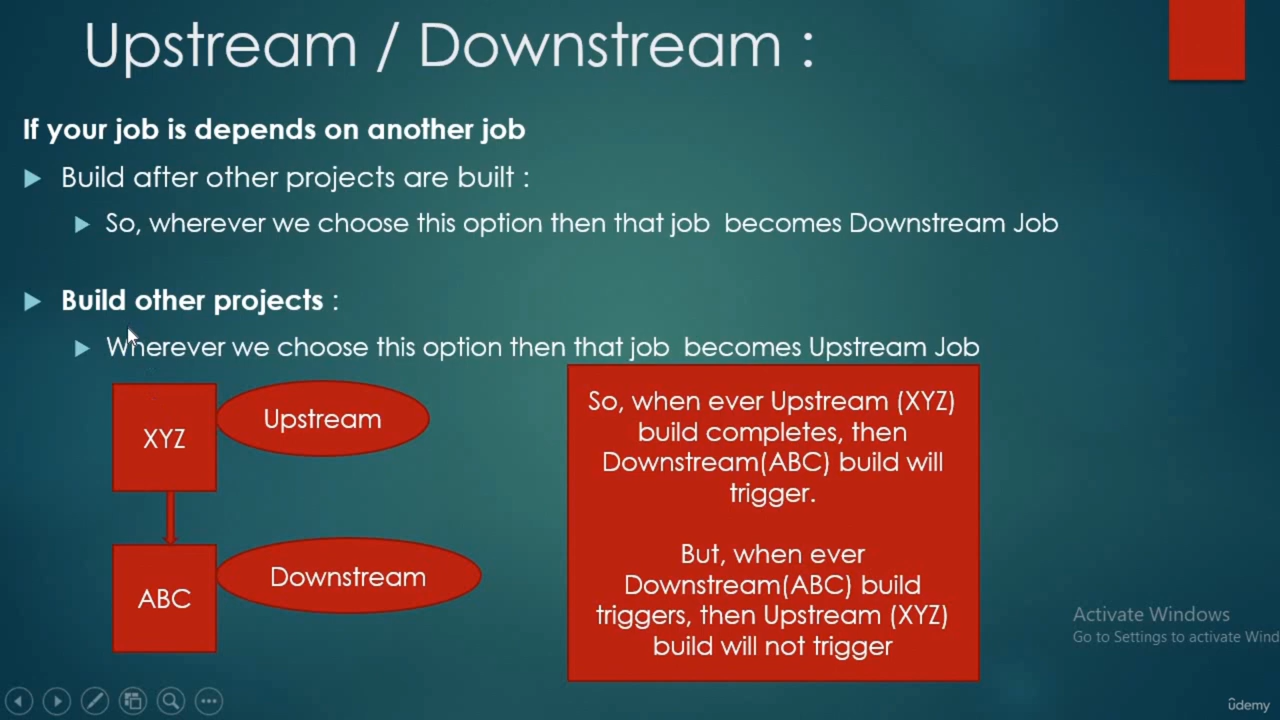 Upstream / Downstream :
If your job is depends on another job
Build after other projects are built :
So, wherever we choose this option then that job becomes Downstream Job
Build other projects :
Wherever we choose this option then that job becomes Upstream Job
XYZ
Upstream
ABC
Downstream
So, when ever Upstream (XYZ)
build completes, then
Downstream(ABC) build will
trigger.
But, when ever
Downstream(ABC) build
triggers, then Upstream (XYZ)
build will not trigger
Activate Windows
Go to Settings to activate Wind
ûdemy